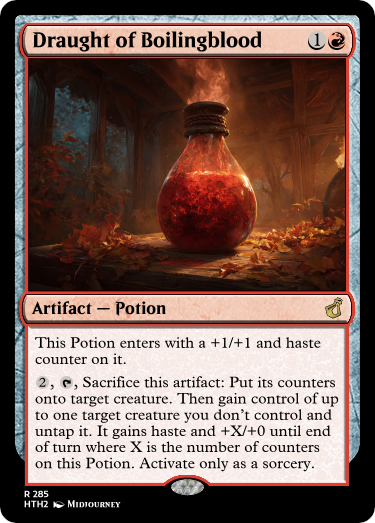 Draught of Boilingblood 1
Artifact — Potion
This Potion enters with a +1/+1 and haste
counter on it.
2, , Sacrifice this artifact: Put its counters
onto target creature. Then gain control of
up to one target creature you don't control and
untap it. It gains haste and +X/+0 until end
of turn where X is the number of counters
on this Potion. Activate only as a sorcery.
R 285
HTH2 Midjourney